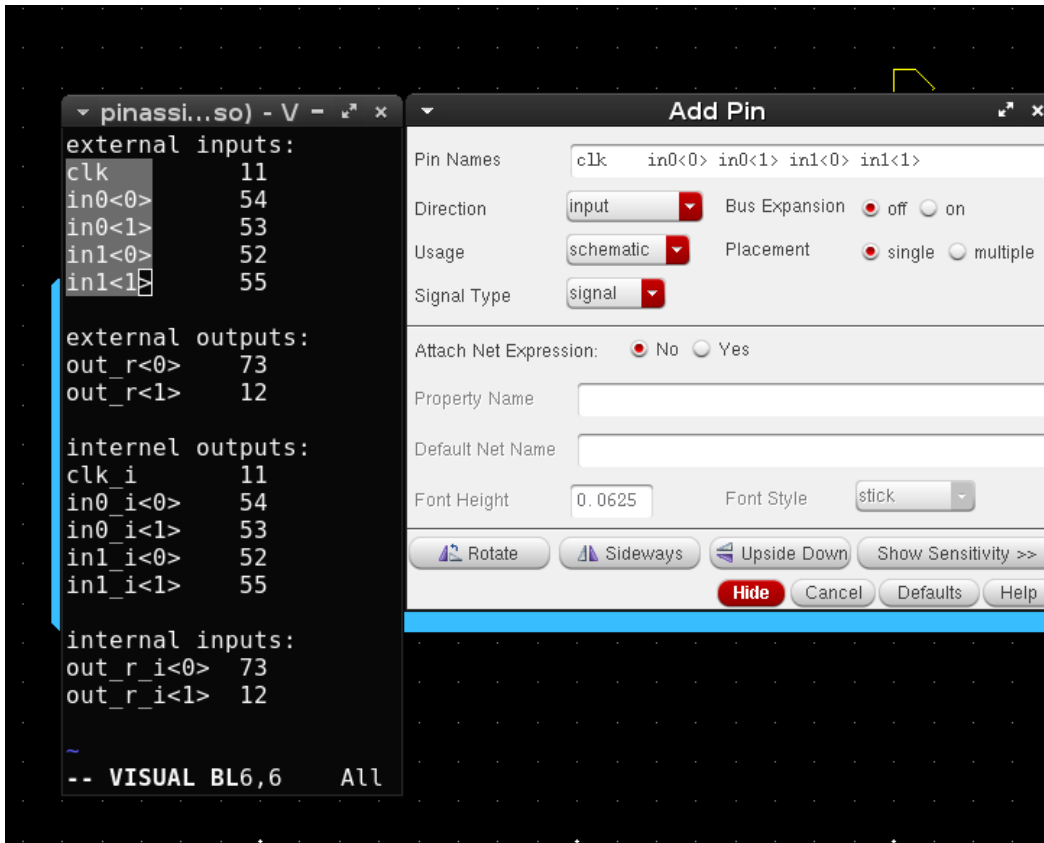 pinassi...so) - V
external inputs:
clk 11
in0<0> 54
in0<1> 53
in1<0> 52
in1<1> 55
external outputs:
out_r<0> 73
out_r<1> 12
internel outputs:
clk_i 11
in0_i<0> 54
in0_i<1> 53
in1_i<0> 52
in1_i<1> 55
internal inputs:
out_r_i<0> 73
out_r_i<1> 12
~
-- VISUAL BL6,6 All
Add Pin
Pin Names clk in0<0> in0<1> in1<0> in1<1>
Direction input Bus Expansion off on
Usage schematic Placement single multiple
Signal Type signal
Attach Net Expression: No Yes
Property Name
Default Net Name
Font Height 0.0625 Font Style stick
Rotate Sideways Upside Down Show Sensitivity >>
Hide Cancel Defaults Help